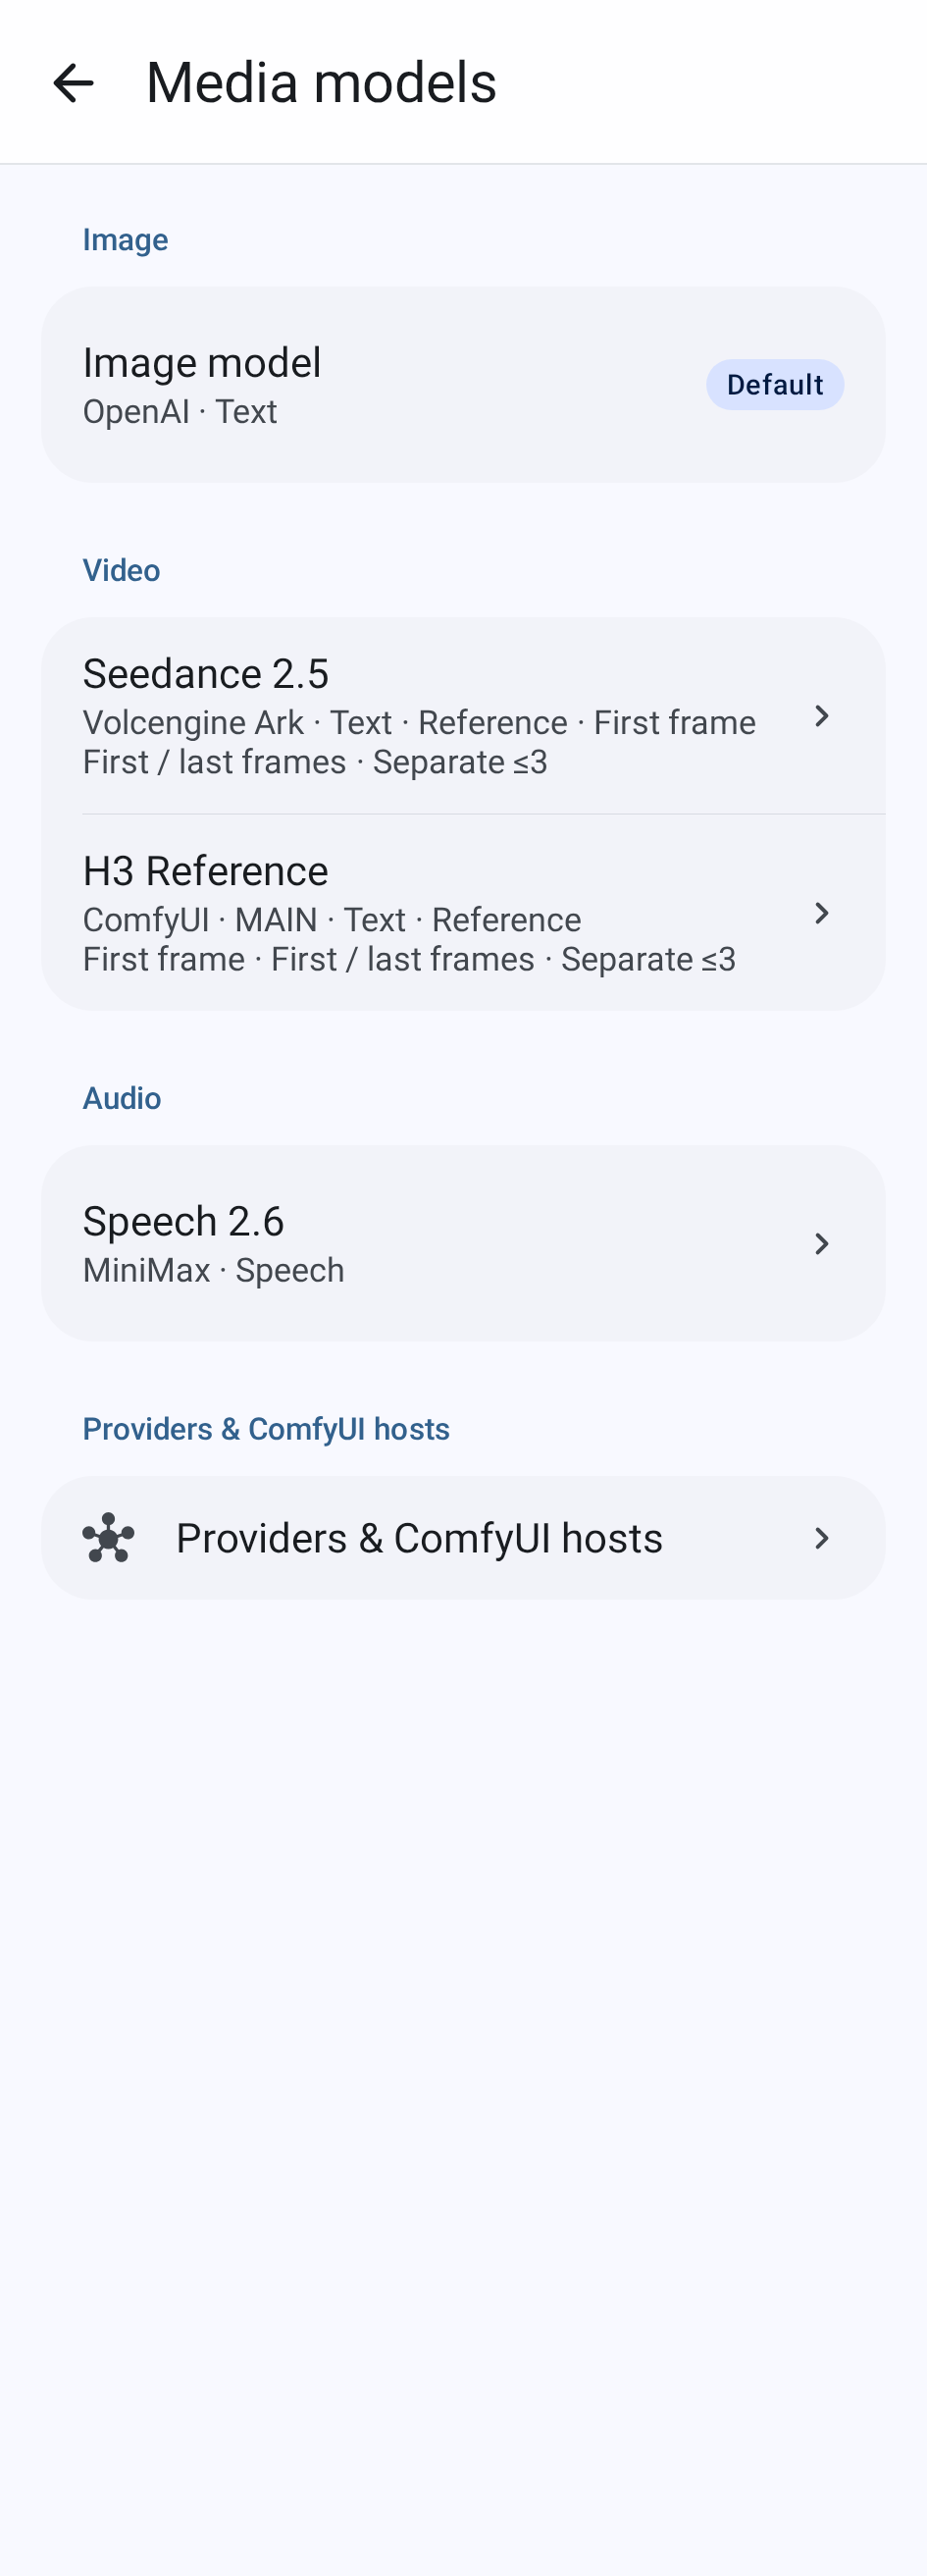 Media models
Image
Image model
OpenAI · Text
Default
Video
Seedance 2.5
Volcengine Ark · Text · Reference · First frame
First / last frames · Separate ≤3
H3 Reference
ComfyUI · MAIN · Text · Reference
First frame · First / last frames · Separate ≤3
Audio
Speech 2.6
MiniMax · Speech
Providers & ComfyUI hosts
Providers & ComfyUI hosts